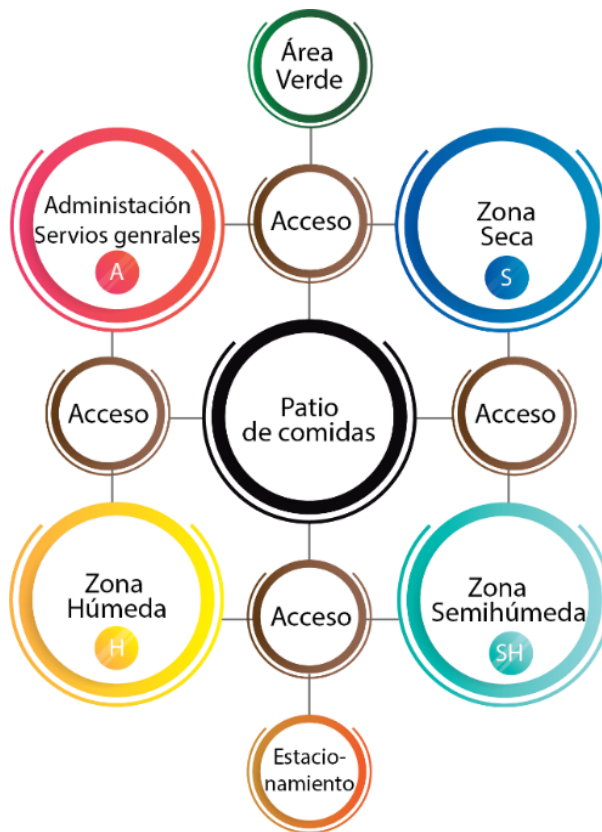 Área
Verde
Administación
Servios genrales
A
Acceso
Zona
Seca
S
Acceso
Patio
de comidas
Acceso
Zona
Húmeda
H
Acceso
Zona
Semihúmeda
SH
Estacio-
namiento